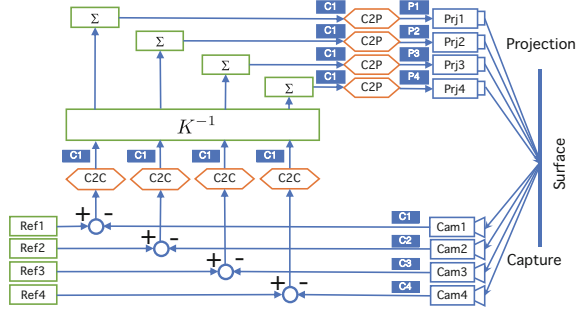 Σ C1 C2P P1 Prj1
Σ C1 C2P P2 Prj2
Projection
Σ C1 C2P P3 Prj3
Σ C1 C2P P4 Prj4
K⁻¹
C1 C1 C1 C1
C2C C2C C2C C2C
Surface
Ref1 + - C1 Cam1
Ref2 + - C2 Cam2
Capture
Ref3 + - C3 Cam3
Ref4 + - C4 Cam4